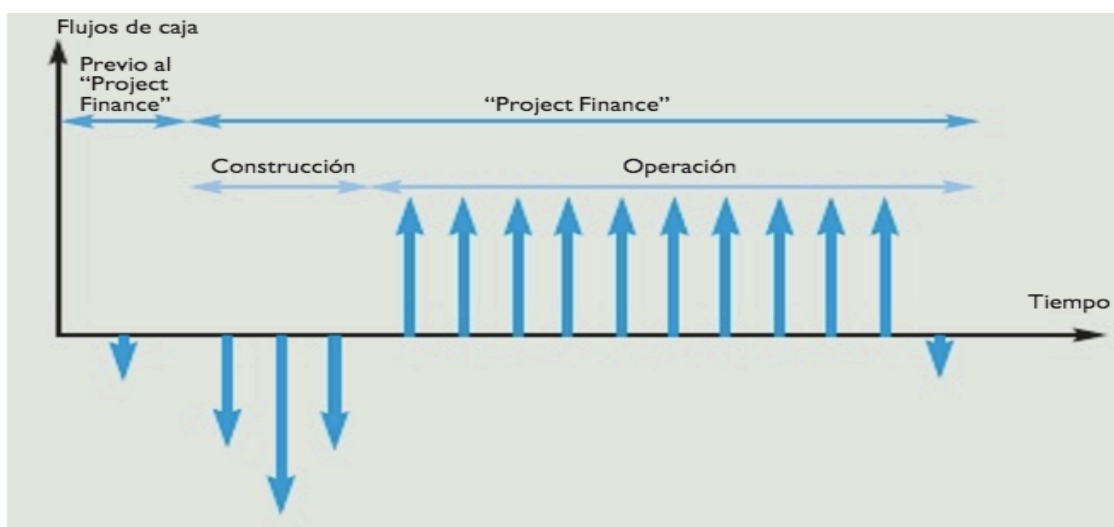 Flujos de caja
Previo al
“Project
Finance”
“Project Finance”
Construcción
Operación
Tiempo